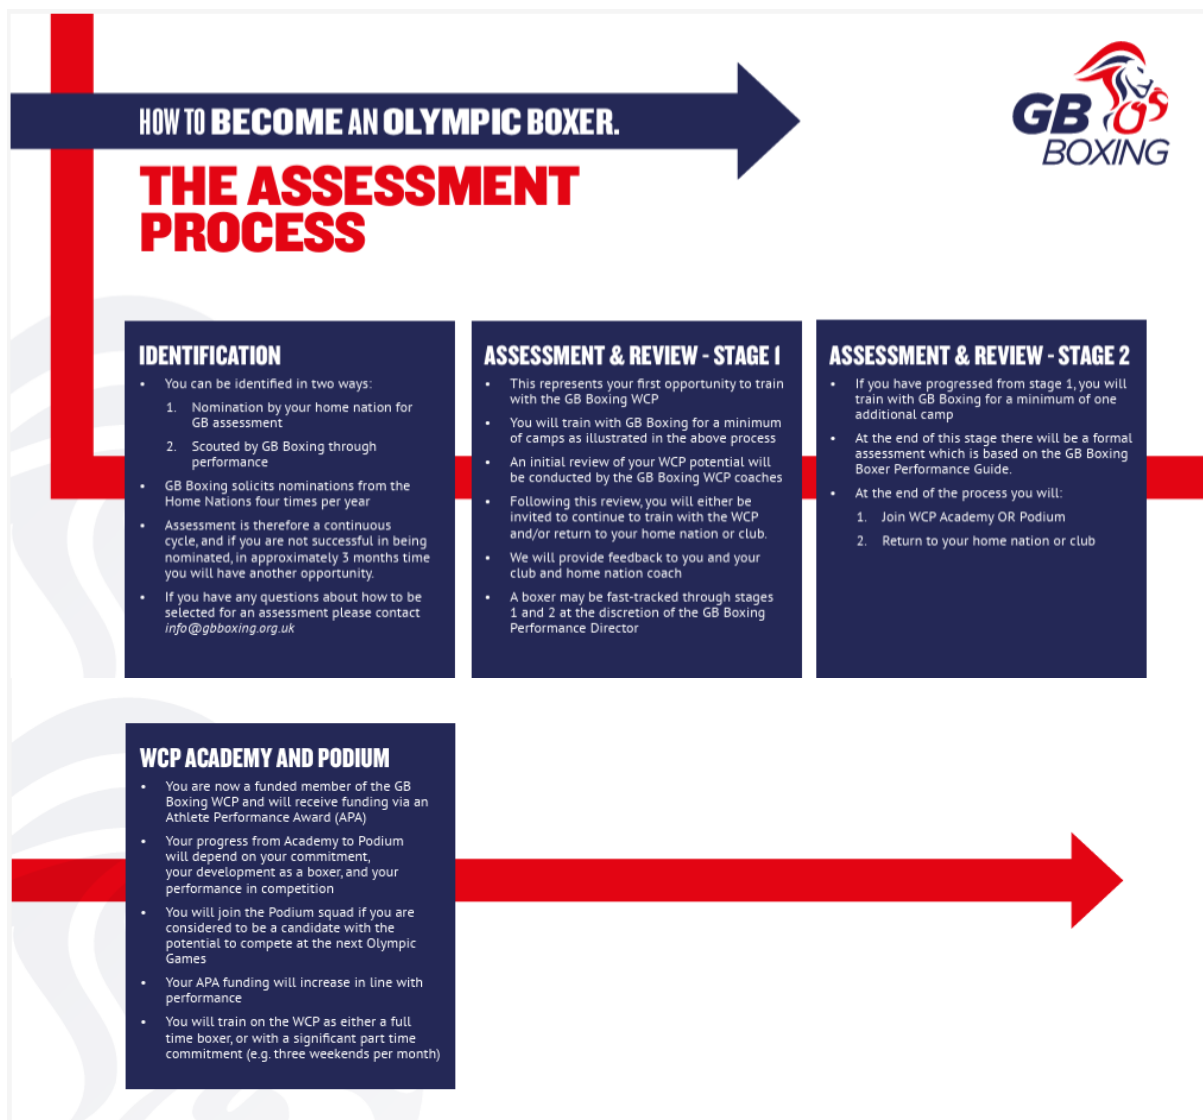 HOW TO BECOME AN OLYMPIC BOXER.
GB
BOXING
THE ASSESSMENT
PROCESS
IDENTIFICATION
• You can be identified in two ways:
1. Nomination by your home nation for
GB assessment
2. Scouted by GB Boxing through
performance
• GB Boxing solicits nominations from the
Home Nations four times per year
• Assessment is therefore a continuous
cycle, and if you are not successful in being
nominated, in approximately 3 months time
you will have another opportunity.
• If you have any questions about how to be
selected for an assessment please contact
info@gbboxing.org.uk
ASSESSMENT & REVIEW - STAGE 1
• This represents your first opportunity to train
with the GB Boxing WCP
• You will train with GB Boxing for a minimum
of camps as illustrated in the above process
• An initial review of your WCP potential will
be conducted by the GB Boxing WCP coaches
• Following this review, you will either be
invited to continue to train with the WCP
and/or return to your home nation or club.
• We will provide feedback to you and your
club and home nation coach
• A boxer may be fast-tracked through stages
1 and 2 at the discretion of the GB Boxing
Performance Director
ASSESSMENT & REVIEW - STAGE 2
• If you have progressed from stage 1, you will
train with GB Boxing for a minimum of one
additional camp
• At the end of this stage there will be a formal
assessment which is based on the GB Boxing
Boxer Performance Guide.
• At the end of the process you will:
1. Join WCP Academy OR Podium
2. Return to your home nation or club
WCP ACADEMY AND PODIUM
• You are now a funded member of the GB
Boxing WCP and will receive funding via an
Athlete Performance Award (APA)
• Your progress from Academy to Podium
will depend on your commitment,
your development as a boxer, and your
performance in competition
• You will join the Podium squad if you are
considered to be a candidate with the
potential to compete at the next Olympic
Games
• Your APA funding will increase in line with
performance
• You will train on the WCP as either a full
time boxer, or with a significant part time
commitment (e.g. three weekends per month)